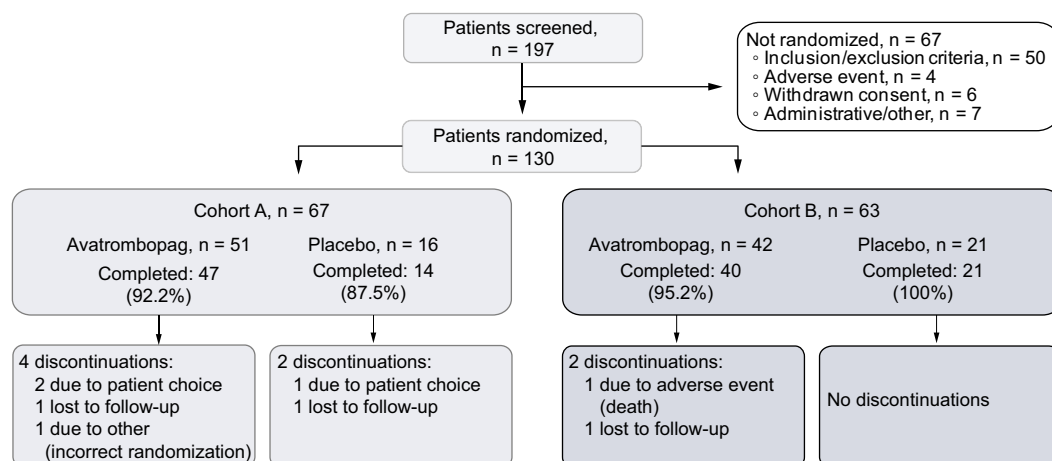 Patients screened,
n = 197
Not randomized, n = 67
◦ Inclusion/exclusion criteria, n = 50
◦ Adverse event, n = 4
◦ Withdrawn consent, n = 6
◦ Administrative/other, n = 7
Patients randomized,
n = 130
Cohort A, n = 67
Avatrombopag, n = 51
Completed: 47
(92.2%)
Placebo, n = 16
Completed: 14
(87.5%)
Cohort B, n = 63
Avatrombopag, n = 42
Completed: 40
(95.2%)
Placebo, n = 21
Completed: 21
(100%)
4 discontinuations:
2 due to patient choice
1 lost to follow-up
1 due to other
(incorrect randomization)
2 discontinuations:
1 due to patient choice
1 lost to follow-up
2 discontinuations:
1 due to adverse event
(death)
1 lost to follow-up
No discontinuations